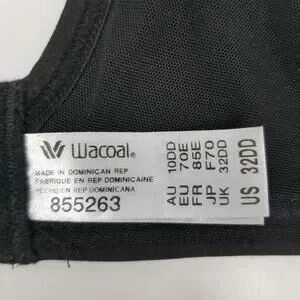 Wacoal®
MADE IN DOMINICAN REP
FABRIQUE EN REP DOMINICAINE
HECHO EN REP DOMINICANA
855263
AU 10DD
EU 70E
FR 85E
JP F70
UK 32DD
US 32DD